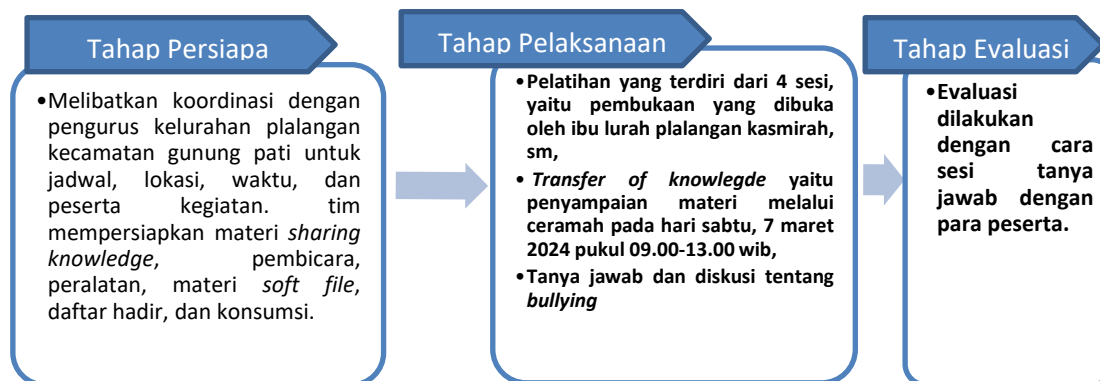 Tahap Persiapa
•Melibatkan koordinasi dengan
pengurus kelurahan plalangan
kecamatan gunung pati untuk
jadwal, lokasi, waktu, dan
peserta kegiatan. tim
mempersiapkan materi sharing
knowledge, pembicara,
peralatan, materi soft file,
daftar hadir, dan konsumsi.
Tahap Pelaksanaan
•Pelatihan yang terdiri dari 4 sesi,
yaitu pembukaan yang dibuka
oleh ibu lurah plalangan kasmirah,
sm,
• Transfer of knowlegde yaitu
penyampaian materi melalui
ceramah pada hari sabtu, 7 maret
2024 pukul 09.00-13.00 wib,
•Tanya jawab dan diskusi tentang
bullying
Tahap Evaluasi
•Evaluasi
dilakukan
dengan cara
sesi tanya
jawab dengan
para peserta.